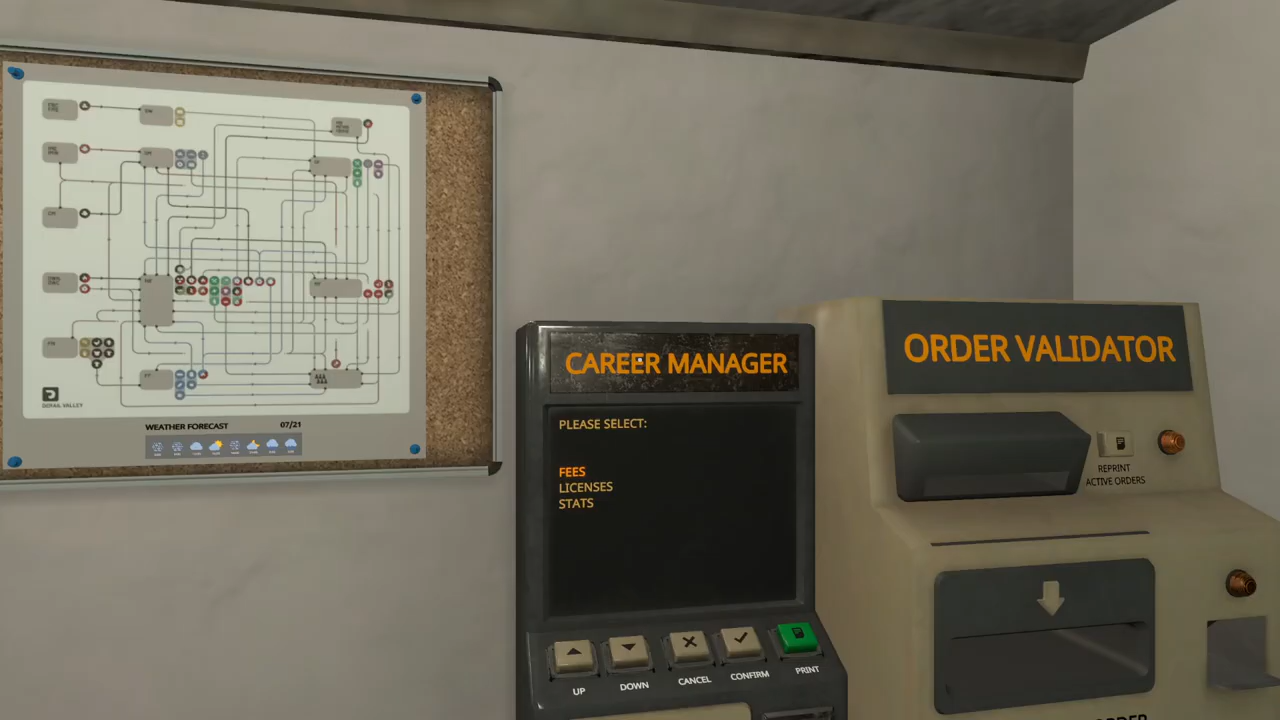 DERAIL VALLEY
WEATHER FORECAST 07/21
CAREER MANAGER
PLEASE SELECT:
FEES
LICENSES
STATS
UP
DOWN
CANCEL
CONFIRM
PRINT
ORDER VALIDATOR
REPRINT
ACTIVE ORDERS